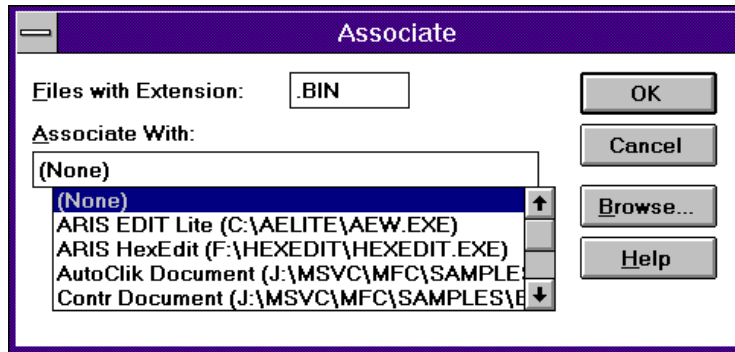 Associate
Files with Extension: .BIN
OK
Associate With:
Cancel
(None)
(None)
ARIS EDIT Lite (C:\AELITE\AEW.EXE)
Browse...
ARIS HexEdit (F:\HEXEDIT\HEXEDIT.EXE)
AutoClik Document (J:\MSVC\MFC\SAMPLES
Help
Contr Document (J:\MSVC\MFC\SAMPLES\